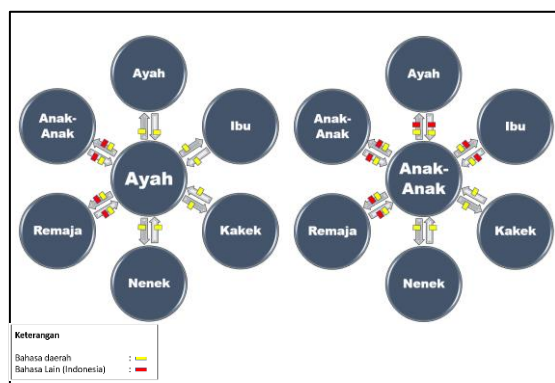 Ayah
Anak-
Anak
Ibu
Ayah
Remaja
Kakek
Nenek
Ayah
Anak-
Anak
Ibu
Anak-
Anak
Remaja
Kakek
Nenek
Keterangan
Bahasa daerah :
Bahasa Lain (Indonesia) :